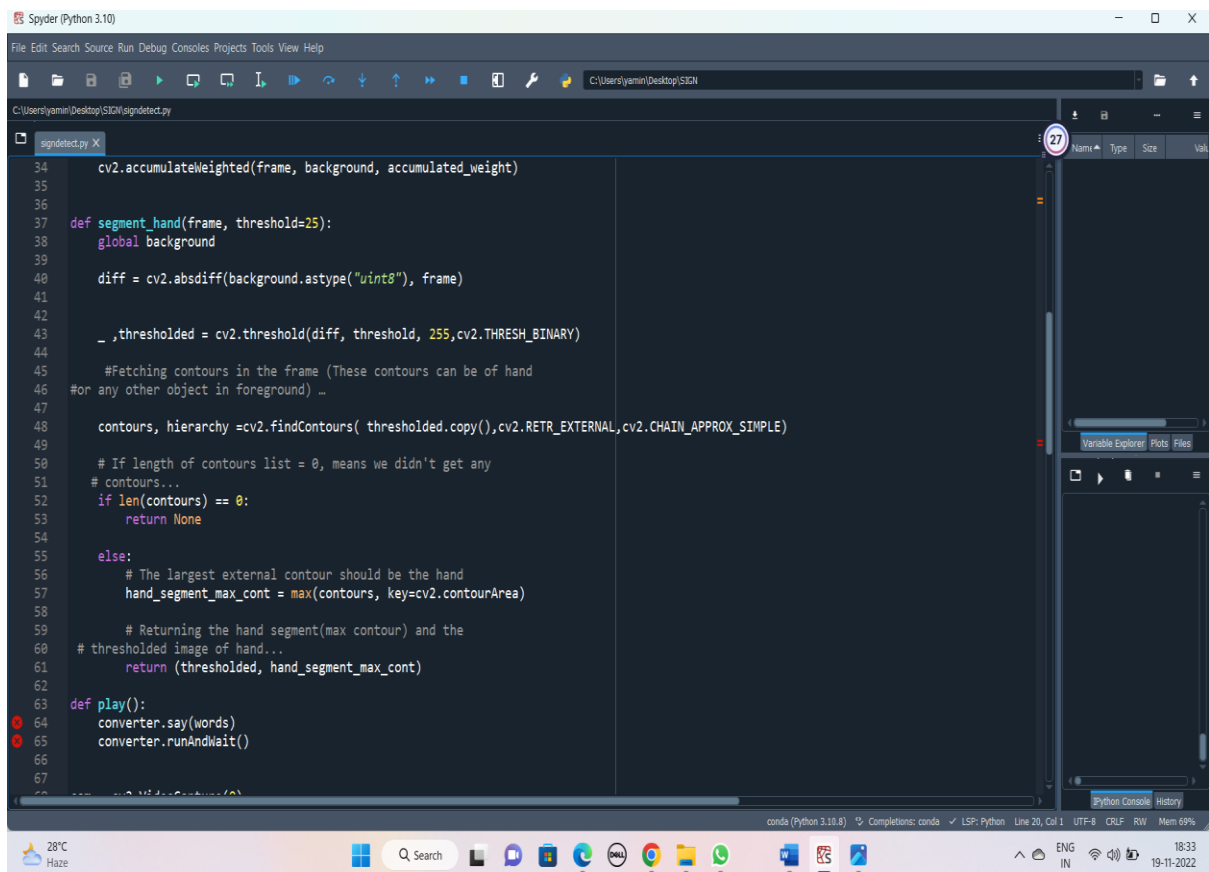 Spyder (Python 3.10)
File Edit Search Source Run Debug Consoles Projects Tools View Help
C:\Users\yamin\Desktop\SIGN
C:\Users\yamin\Desktop\SIGN\signdetect.py
signdetect.py X
27
Name Type Size Valu
34 cv2.accumulateWeighted(frame, background, accumulated_weight)
35
36
37 def segment_hand(frame, threshold=25):
38 global background
39
40 diff = cv2.absdiff(background.astype("uint8"), frame)
41
42
43 _ ,thresholded = cv2.threshold(diff, threshold, 255,cv2.THRESH_BINARY)
44
45 #Fetching contours in the frame (These contours can be of hand
46 #or any other object in foreground) …
47
48 contours, hierarchy =cv2.findContours( thresholded.copy(),cv2.RETR_EXTERNAL,cv2.CHAIN_APPROX_SIMPLE)
49
50 # If length of contours list = 0, means we didn't get any
51 # contours...
52 if len(contours) == 0:
53 return None
54
55 else:
56 # The largest external contour should be the hand
57 hand_segment_max_cont = max(contours, key=cv2.contourArea)
58
59 # Returning the hand segment(max contour) and the
60 # thresholded image of hand...
61 return (thresholded, hand_segment_max_cont)
62
63 def play():
64 converter.say(words)
65 converter.runAndWait()
66
67
Variable Explorer Plots Files
IPython Console History
conda (Python 3.10.8) Completions: conda ✓ LSP: Python Line 20, Col 1 UTF-8 CRLF RW Mem 69%
28°C
Haze
Search
DELL
ENG
IN
18:33
19-11-2022